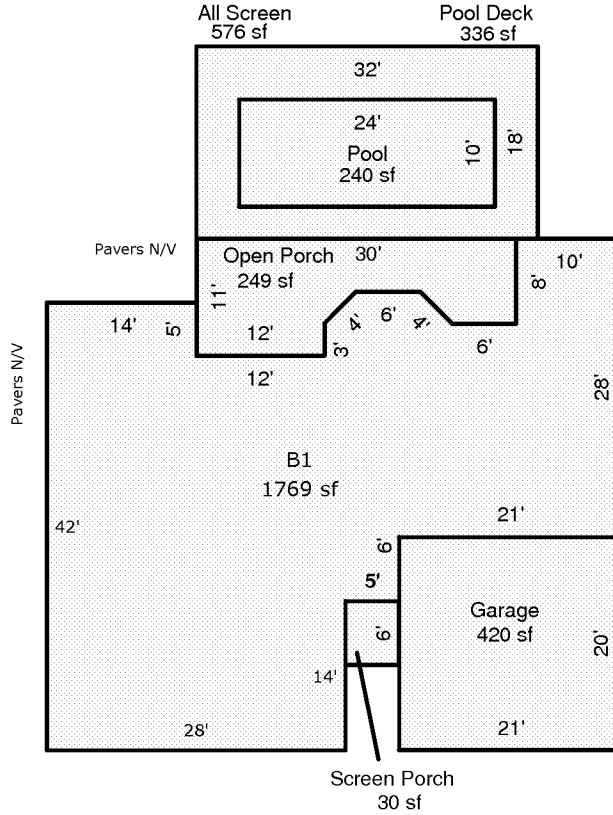 All Screen
576 sf
Pool Deck
336 sf
32'
24'
Pool
240 sf
10'
18'
Pavers N/V
Open Porch
249 sf
30'
10'
11'
8'
14'
5'
12'
3'
4'
6'
4'
6'
12'
28'
Pavers N/V
B1
1769 sf
42'
21'
6'
5'
6'
Garage
420 sf
20'
14'
28'
21'
Screen Porch
30 sf